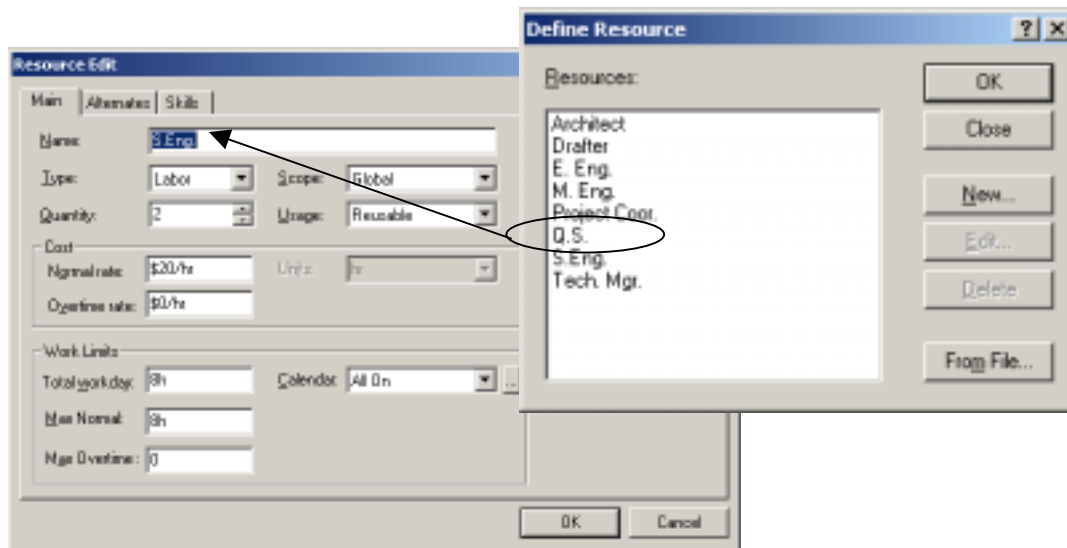 Define Resource
Resources:
Architect
Drafter
E. Eng.
M. Eng.
Project Coor.
Q.S.
S.Eng.
Tech. Mgr.
OK
Close
New...
Edit...
Delete
From File...
Resource Edit
Main Alternates Skills
Name: S.Eng.
Type: Labor Scope: Global
Quantity: 2 Usage: Reusable
Cost
Normal rate: $20/hr Units: hr
Overtime rate: $0/hr
Work Limits
Total workday: 8h Calendar: All On ...
Max Normal: 8h
Max Overtime: 0
OK Cancel